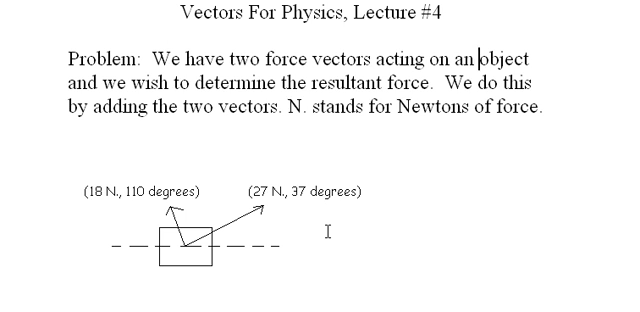 Vectors For Physics, Lecture #4
Problem:  We have two force vectors acting on an object
and we wish to determine the resultant force.  We do this
by adding the two vectors. N. stands for Newtons of force.
(18 N., 110 degrees)
(27 N., 37 degrees)